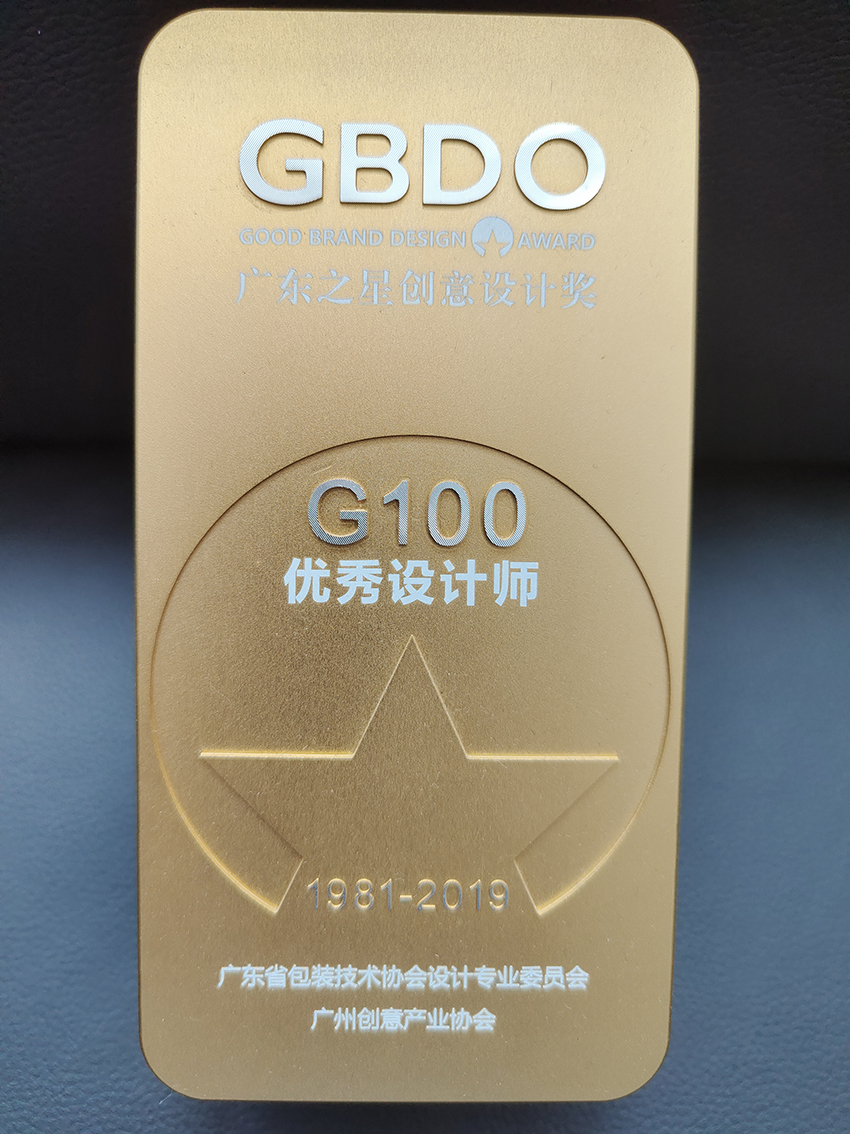 GBDO
GOOD BRAND DESIGN AWARD
广东之星创意设计奖
G100
优秀设计师
1981-2019
广东省包装技术协会设计专业委员会
广州创意产业协会